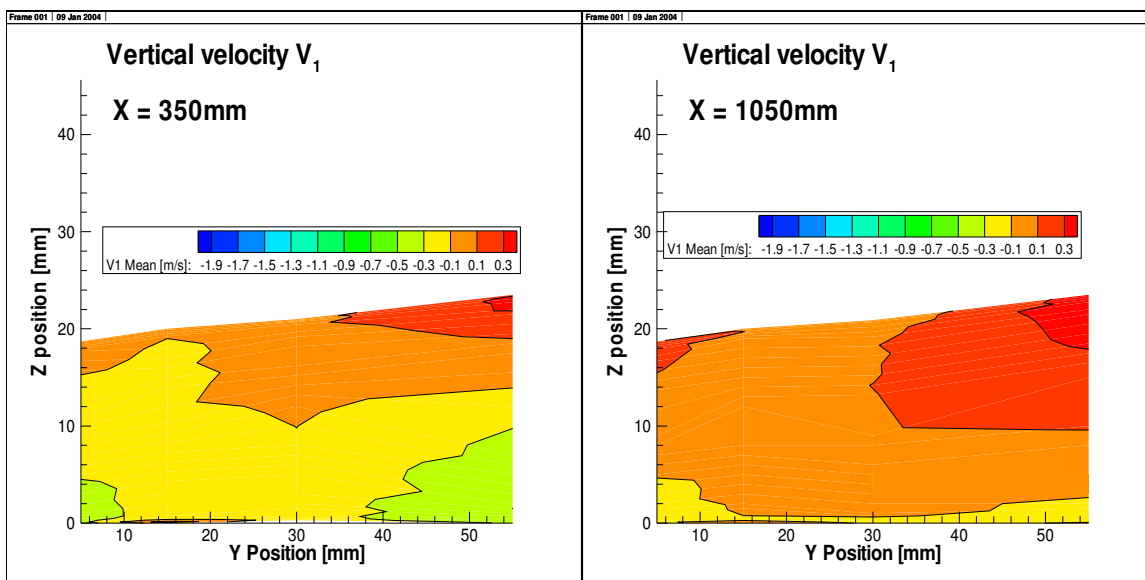 Frame 001 | 09 Jan 2004
Vertical velocity V1
X = 350mm
40
30
V1 Mean [m/s]: -1.9 -1.7 -1.5 -1.3 -1.1 -0.9 -0.7 -0.5 -0.3 -0.1 0.1 0.3
20
10
0
Z position [mm]
10 20 30 40 50
Y Position [mm]
Frame 001 | 09 Jan 2004
Vertical velocity V1
X = 1050mm
40
30
V1 Mean [m/s]: -1.9 -1.7 -1.5 -1.3 -1.1 -0.9 -0.7 -0.5 -0.3 -0.1 0.1 0.3
20
10
0
Z position [mm]
10 20 30 40 50
Y Position [mm]